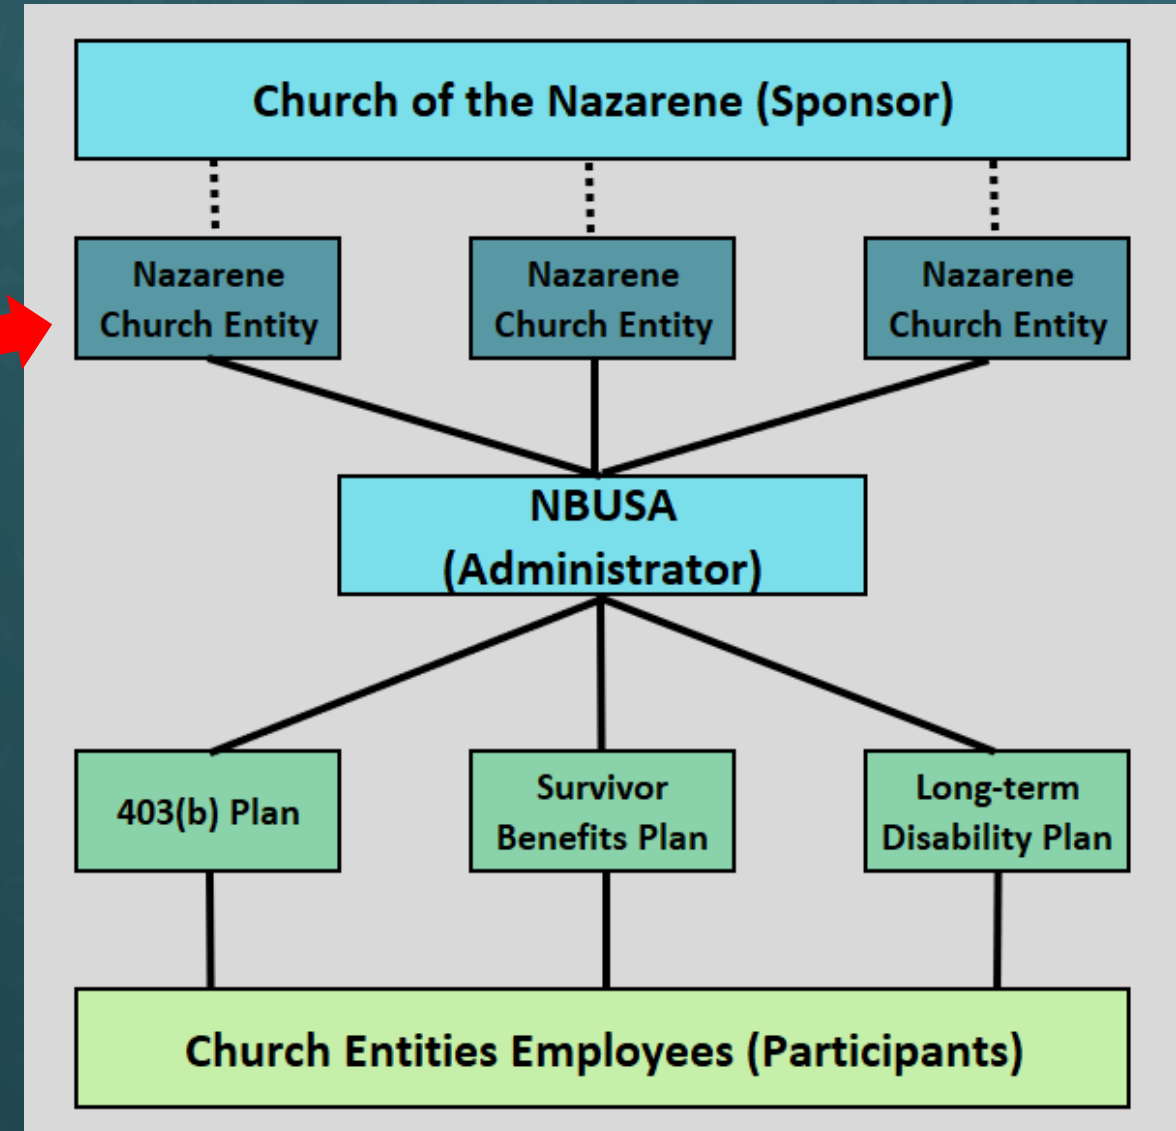 Church of the Nazarene (Sponsor)
Nazarene
Church Entity
Nazarene
Church Entity
Nazarene
Church Entity
NBUSA
(Administrator)
403(b) Plan
Survivor
Benefits Plan
Long-term
Disability Plan
Church Entities Employees (Participants)